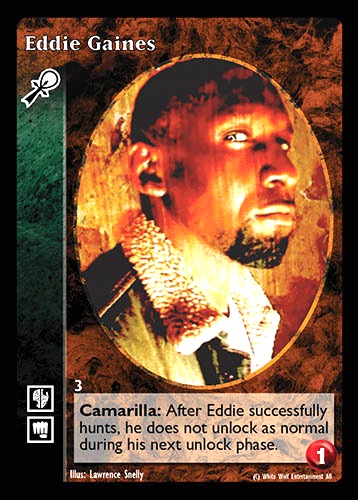 Eddie Gaines
3
Camarilla: After Eddie successfully
hunts, he does not unlock as normal
during his next unlock phase.
1
Illus: Lawrence Snelly
(C) White Wolf Entertainment AB